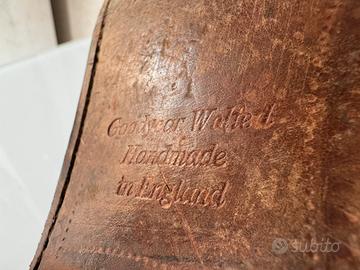 Goodyear Welted
Handmade
in England
subito